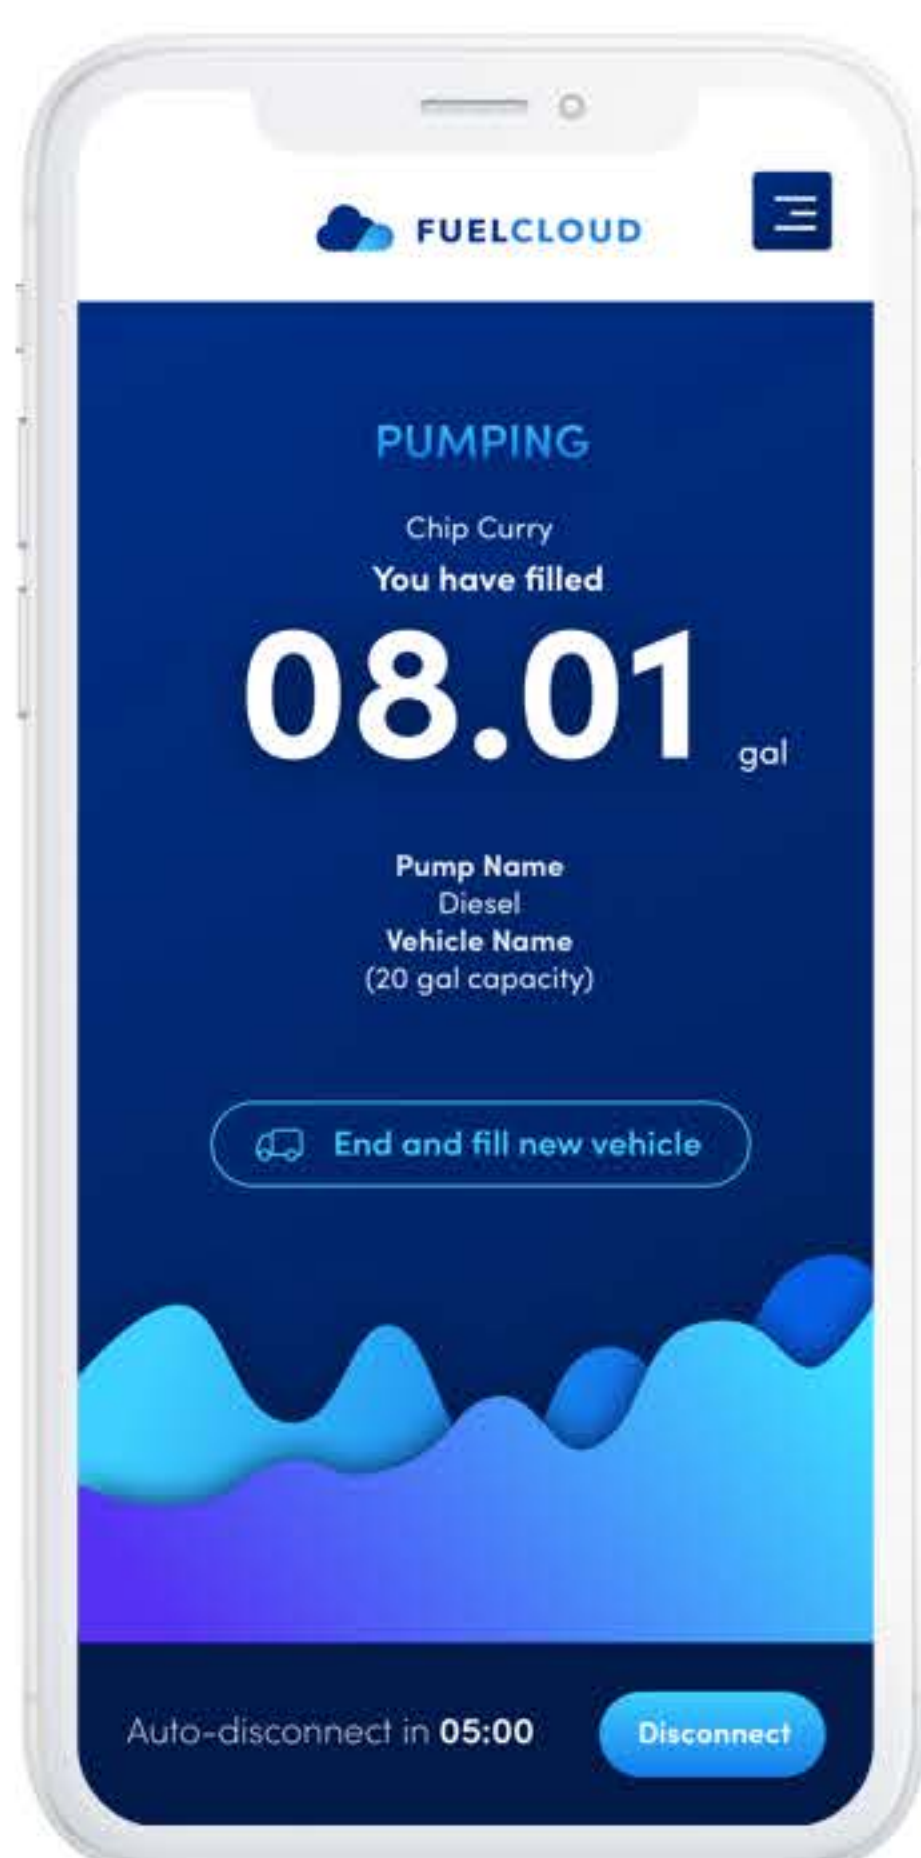 FUELCLOUD
PUMPING
Chip Curry
You have filled
08.01 gal
Pump Name
Diesel
Vehicle Name
(20 gal capacity)
End and fill new vehicle
Auto-disconnect in 05:00
Disconnect